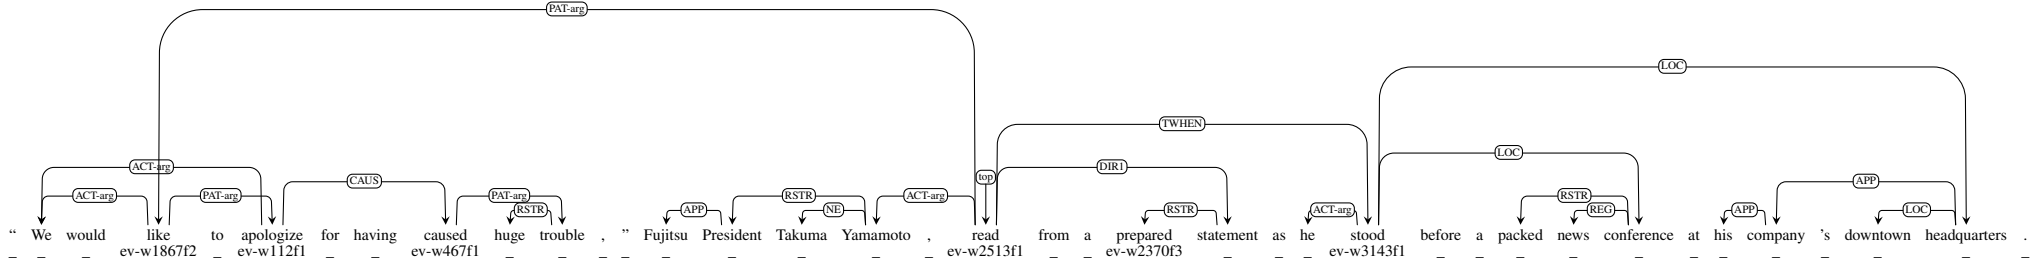 PAT-arg
LOC
TWHEN
LOC
ACT-arg DIR1
CAUS top APP
ACT-arg PAT-arg PAT-arg RSTR ACT-arg RSTR
RSTR APP NE RSTR ACT-arg REG APP LOC
“ We would like to apologize for having caused huge trouble , ” Fujitsu President Takuma Yamamoto , read from a prepared statement as he stood before a packed news conference at his company 's downtown headquarters .
_ _ _ ev-w1867f2 _ ev-w112f1 _ _ ev-w467f1 _ _ _ _ _ _ _ _ _ ev-w2513f1 _ _ ev-w2370f3 _ _ _ ev-w3143f1 _ _ _ _ _ _ _ _ _ _ _ _